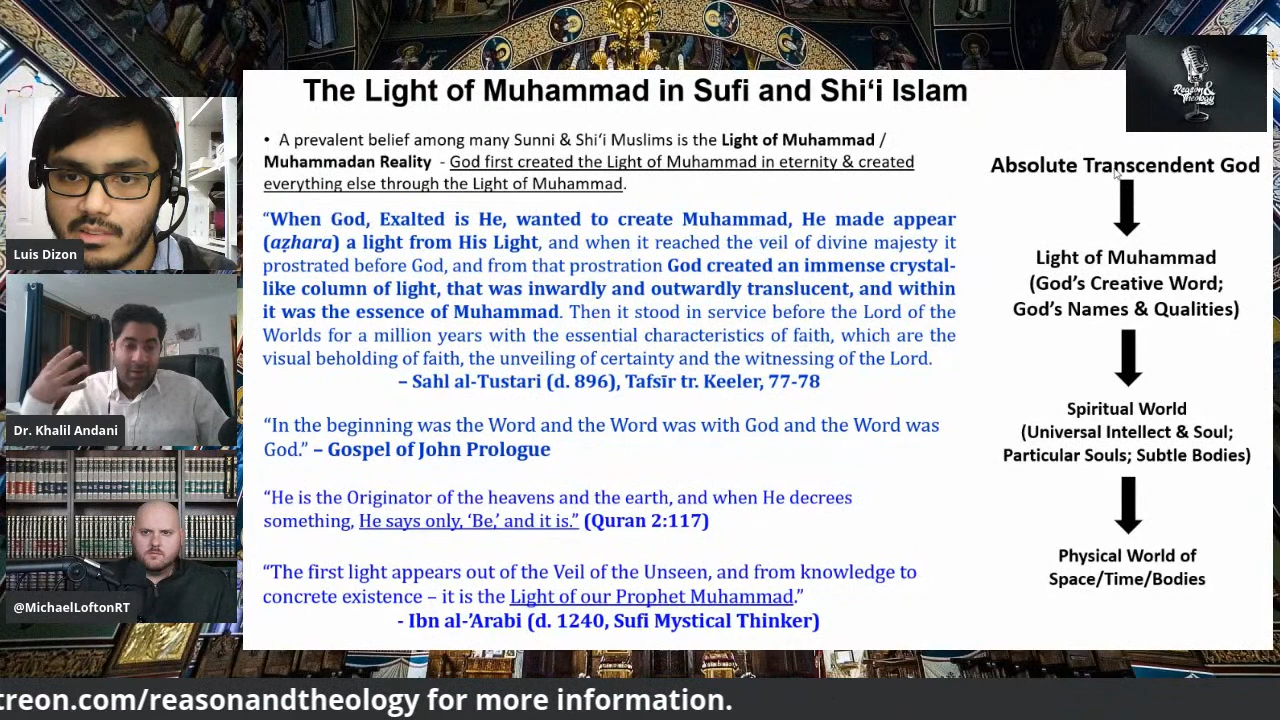 The Light of Muhammad in Sufi and Shi‘i Islam
• A prevalent belief among many Sunni & Shi‘i Muslims is the Light of Muhammad /
Muhammadan Reality - God first created the Light of Muhammad in eternity & created
everything else through the Light of Muhammad.
“When God, Exalted is He, wanted to create Muhammad, He made appear
(aẓhara) a light from His Light, and when it reached the veil of divine majesty it
prostrated before God, and from that prostration God created an immense crystal-
like column of light, that was inwardly and outwardly translucent, and within
it was the essence of Muhammad. Then it stood in service before the Lord of the
Worlds for a million years with the essential characteristics of faith, which are the
visual beholding of faith, the unveiling of certainty and the witnessing of the Lord.
– Sahl al-Tustari (d. 896), Tafsīr tr. Keeler, 77-78
“In the beginning was the Word and the Word was with God and the Word was
God.” – Gospel of John Prologue
“He is the Originator of the heavens and the earth, and when He decrees
something, He says only, ‘Be,’ and it is.” (Quran 2:117)
“The first light appears out of the Veil of the Unseen, and from knowledge to
concrete existence – it is the Light of our Prophet Muhammad.”
- Ibn al-’Arabi (d. 1240, Sufi Mystical Thinker)
Absolute Transcendent God
Light of Muhammad
(God’s Creative Word;
God’s Names & Qualities)
Spiritual World
(Universal Intellect & Soul;
Particular Souls; Subtle Bodies)
Physical World of
Space/Time/Bodies
Reason &
Theology
Luis Dizon
Dr. Khalil Andani
@MichaelLoftonRT
treon.com/reasonandtheology for more information.